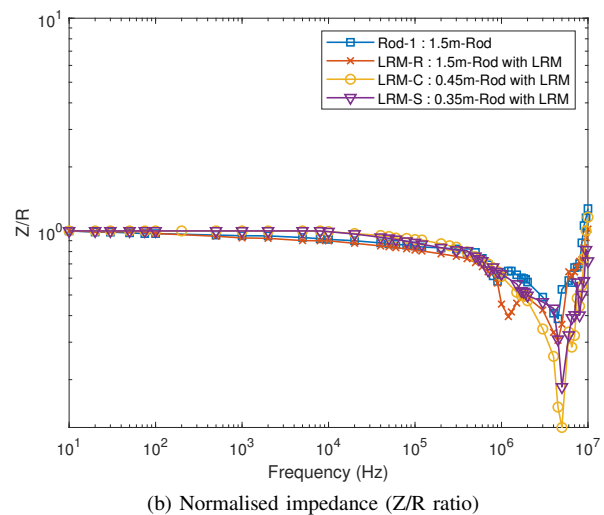 10^1
Rod-1 : 1.5m-Rod
LRM-R : 1.5m-Rod with LRM
LRM-C : 0.45m-Rod with LRM
LRM-S : 0.35m-Rod with LRM
Z/R
10^0
10^1 10^2 10^3 10^4 10^5 10^6 10^7
Frequency (Hz)
(b) Normalised impedance (Z/R ratio)